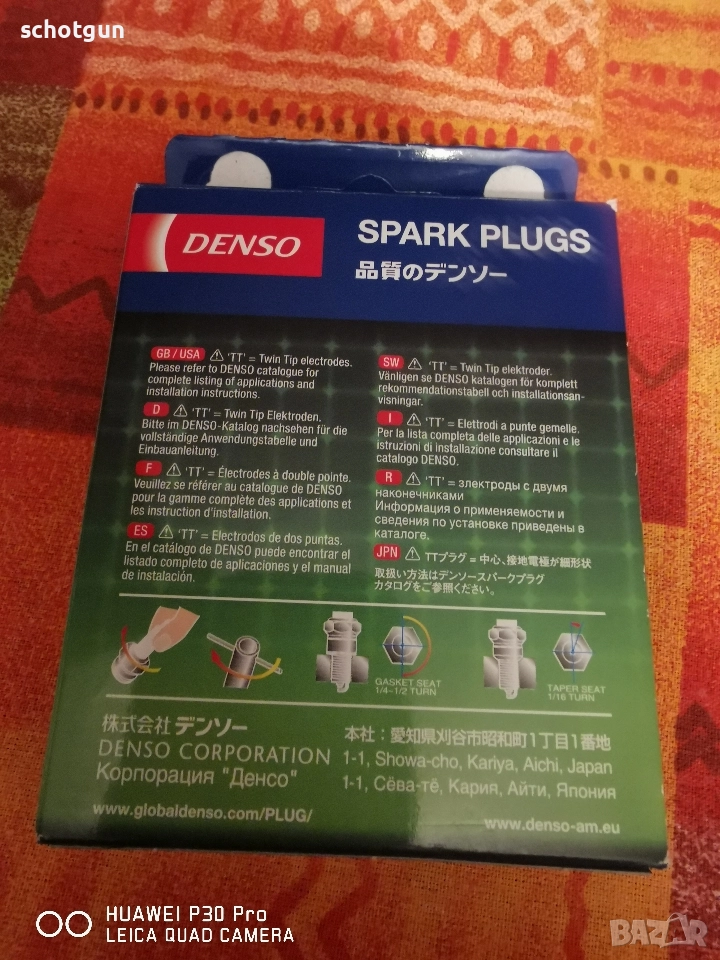 schotgun
DENSO
SPARK PLUGS
品質のデンソー
GB / USA ⚠ 'TT' = Twin Tip electrodes.
Please refer to DENSO catalogue for
complete listing of applications and
installation instructions.
D ⚠ 'TT' = Twin Tip Elektroden.
Bitte im DENSO-Katalog nachsehen für die
vollständige Anwendungstabelle und
Einbauanleitung.
F ⚠ 'TT' = Électrodes à double pointe.
Veuillez se référer au catalogue de DENSO
pour la gamme complète des applications et
les instruction d'installation.
ES ⚠ 'TT' = Electrodos de dos puntas.
En el catálogo de DENSO puede encontrar el
listado completo de aplicaciones y el manual
de instalación.
SW ⚠ 'TT' = Twin Tip elektroder.
Vänligen se DENSO katalogen för komplett
rekommendationstabell och installationsan-
visningar.
I ⚠ 'TT' = Elettrodi a punte gemelle.
Per la lista completa delle applicazioni e le
istruzioni di installazione consultare il
catalogo DENSO.
R ⚠ 'TT' = электроды с двумя
наконечниками
Информация о применяемости и
сведения по установке приведены в
каталоге.
JPN ⚠ TTプラグ = 中心、接地電極が細形状
取扱い方法はデンソースパークプラグ
カタログをご参照ください。
GASKET SEAT
1/4–1/2 TURN
TAPER SEAT
1/16 TURN
株式会社 デンソー
DENSO CORPORATION
Корпорация "Денсо"
本社：愛知県刈谷市昭和町1丁目1番地
1-1, Showa-cho, Kariya, Aichi, Japan
1-1, Сёва-тё, Кария, Айти, Япония
www.globaldenso.com/PLUG/
www.denso-am.eu
HUAWEI P30 Pro
LEICA QUAD CAMERA
BAZAR